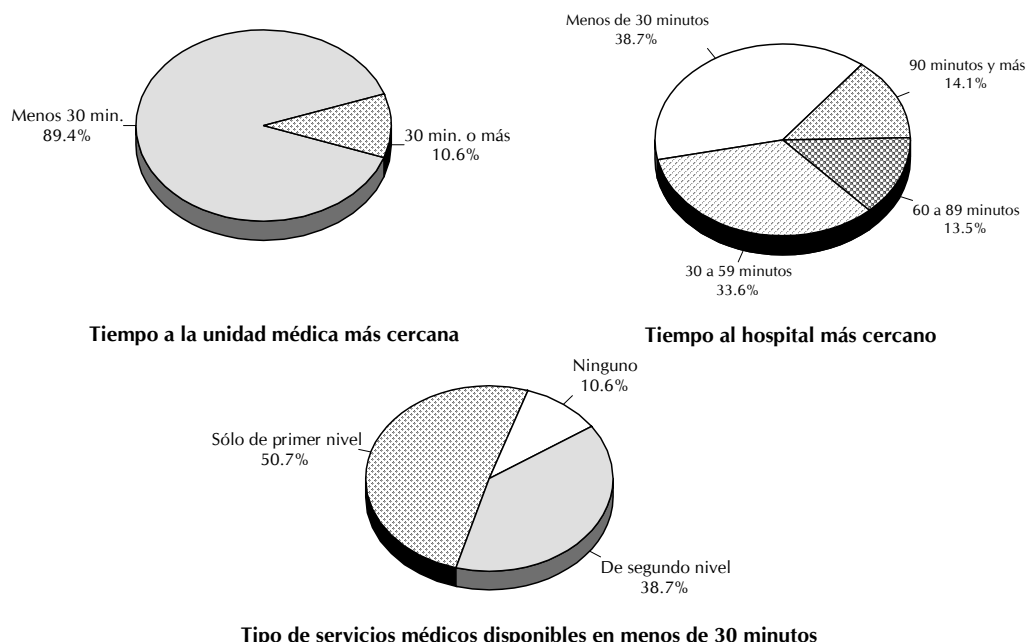 Menos 30 min.
89.4%
30 min. o más
10.6%
Tiempo a la unidad médica más cercana
Menos de 30 minutos
38.7%
90 minutos y más
14.1%
60 a 89 minutos
13.5%
30 a 59 minutos
33.6%
Tiempo al hospital más cercano
Ninguno
10.6%
Sólo de primer nivel
50.7%
De segundo nivel
38.7%
Tipo de servicios médicos disponibles en menos de 30 minutos